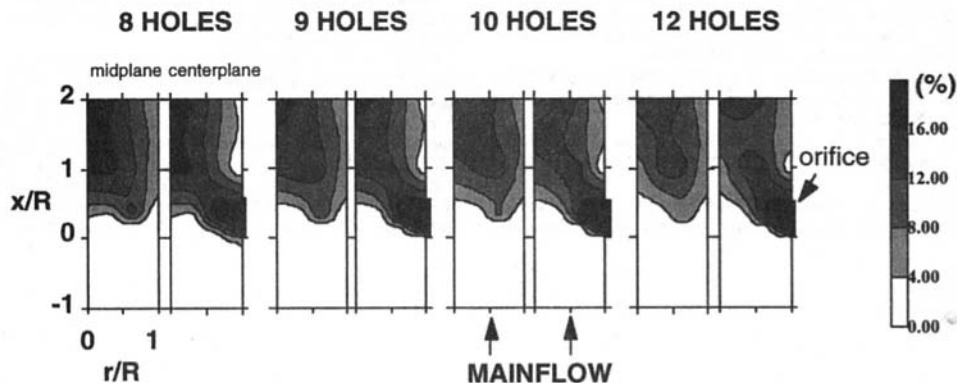 8 HOLES 9 HOLES 10 HOLES 12 HOLES
midplane centerplane
(%)
2
16.00
orifice
1
12.00
x/R
8.00
0
4.00
-1
0.00
0 1
r/R
MAINFLOW